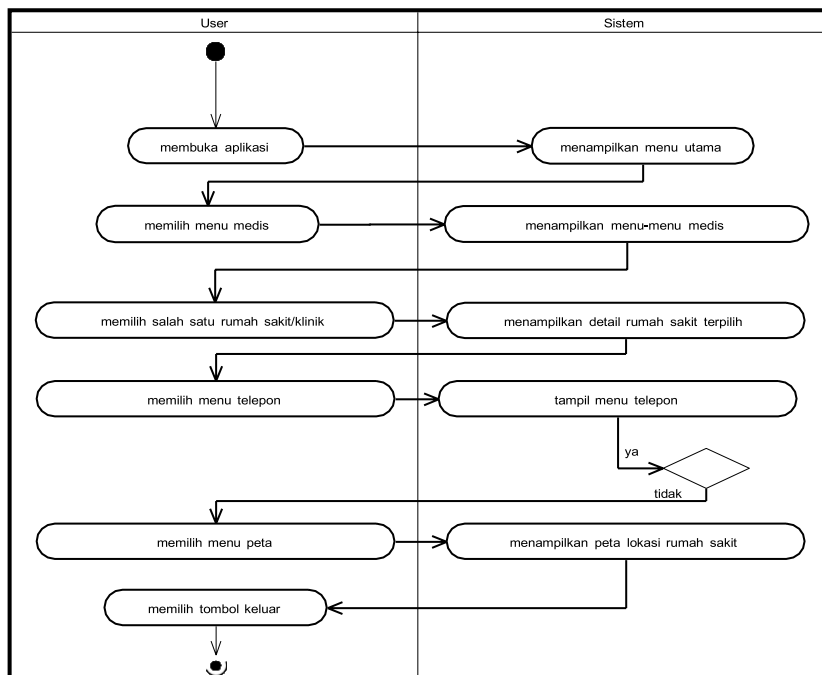 User
Sistem
membuka aplikasi
menampilkan menu utama
memilih menu medis
menampilkan menu-menu medis
memilih salah satu rumah sakit/klinik
menampilkan detail rumah sakit terpilih
memilih menu telepon
tampil menu telepon
ya
tidak
memilih menu peta
menampilkan peta lokasi rumah sakit
memilih tombol keluar